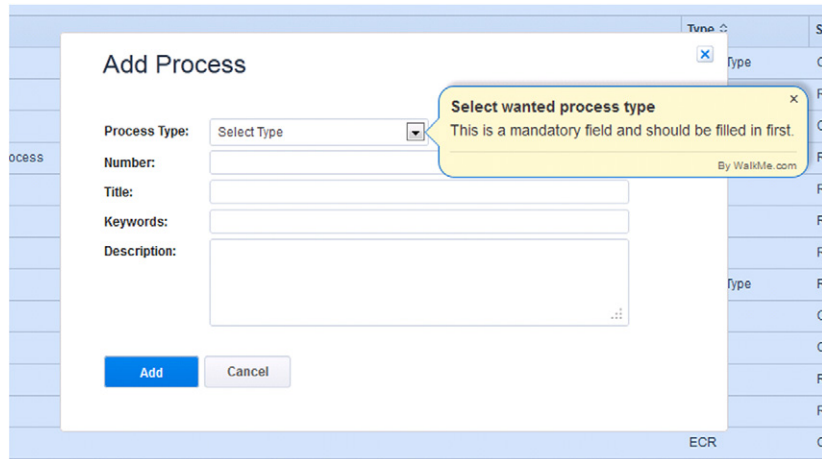 Type
S
Add Process
Type
Select wanted process type
This is a mandatory field and should be filled in first.
By WalkMe.com
Process Type:
Select Type
ocess
Number:
Title:
Keywords:
Description:
Type
Add
Cancel
ECR